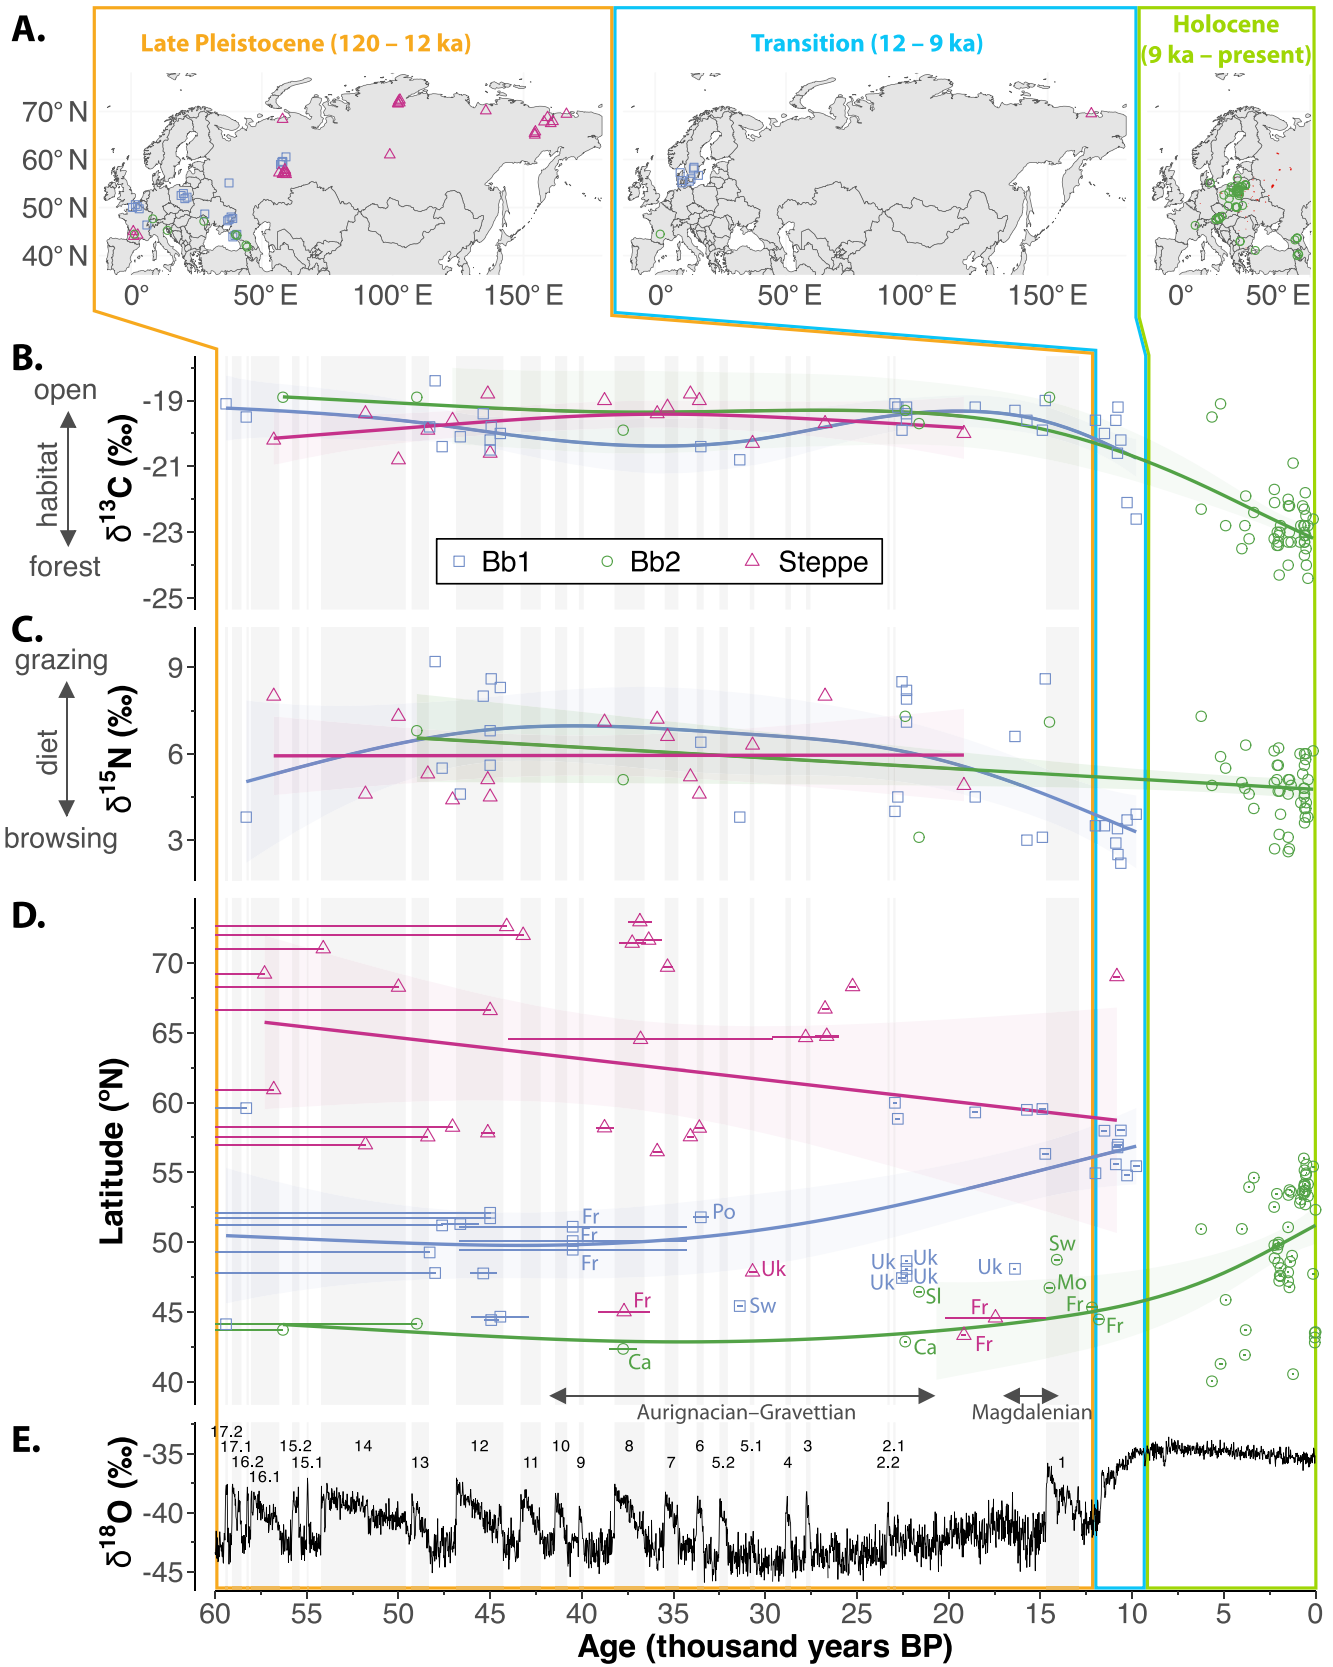 A.
Late Pleistocene (120 – 12 ka)
Transition (12 – 9 ka)
Holocene
(9 ka – present)
70° N
60° N
50° N
40° N
0° 50° E 100° E 150° E
0° 50° E 100° E 150° E
0° 50° E
B.
open
habitat
forest
δ13C (‰)
-19
-21
-23
-25
Bb1 Bb2 Steppe
C.
grazing
diet
browsing
δ15N (‰)
9
6
3
D.
Latitude (ºN)
70
65
60
55
50
45
40
Fr
Fr
Fr
Po
Uk
Sw
Fr
Ca
Uk Uk
Uk Uk
Sl
Ca
Uk
Fr
Fr
Sw
Mo
Fr
Fr
Aurignacian–Gravettian
Magdalenian
E.
δ18O (‰)
-35
-40
-45
17.2
17.1
16.2
16.1
15.2
15.1
14
13
12
11
10
9
8
7
6
5.2
5.1
4
3
2.1
2.2
1
60 55 50 45 40 35 30 25 20 15 10 5 0
Age (thousand years BP)